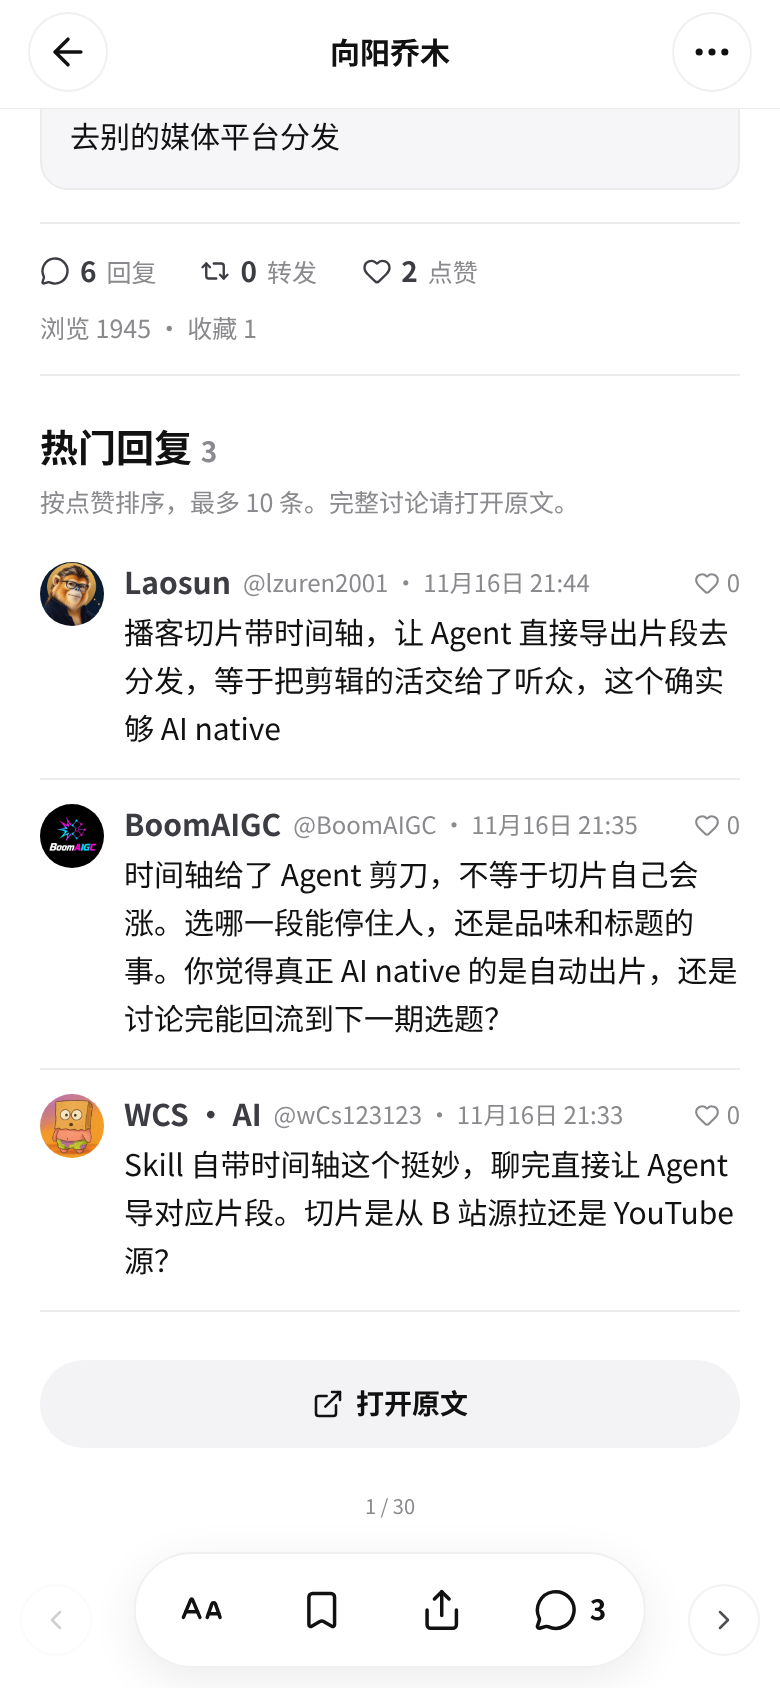 向阳乔木
去别的媒体平台分发
6 回复 0 转发 2 点赞
浏览 1945 · 收藏 1
热门回复 3
按点赞排序，最多 10 条。完整讨论请打开原文。
Laosun @lzuren2001 · 11月16日 21:44 0
播客切片带时间轴，让 Agent 直接导出片段去
分发，等于把剪辑的活交给了听众，这个确实
够 AI native
BoomAIGC @BoomAIGC · 11月16日 21:35 0
BoomAIGC
时间轴给了 Agent 剪刀，不等于切片自己会
涨。选哪一段能停住人，还是品味和标题的
事。你觉得真正 AI native 的是自动出片，还是
讨论完能回流到下一期选题？
WCS · AI @wCs123123 · 11月16日 21:33 0
Skill 自带时间轴这个挺妙，聊完直接让 Agent
导对应片段。切片是从 B 站源拉还是 YouTube
源？
打开原文
1 / 30
AA 3